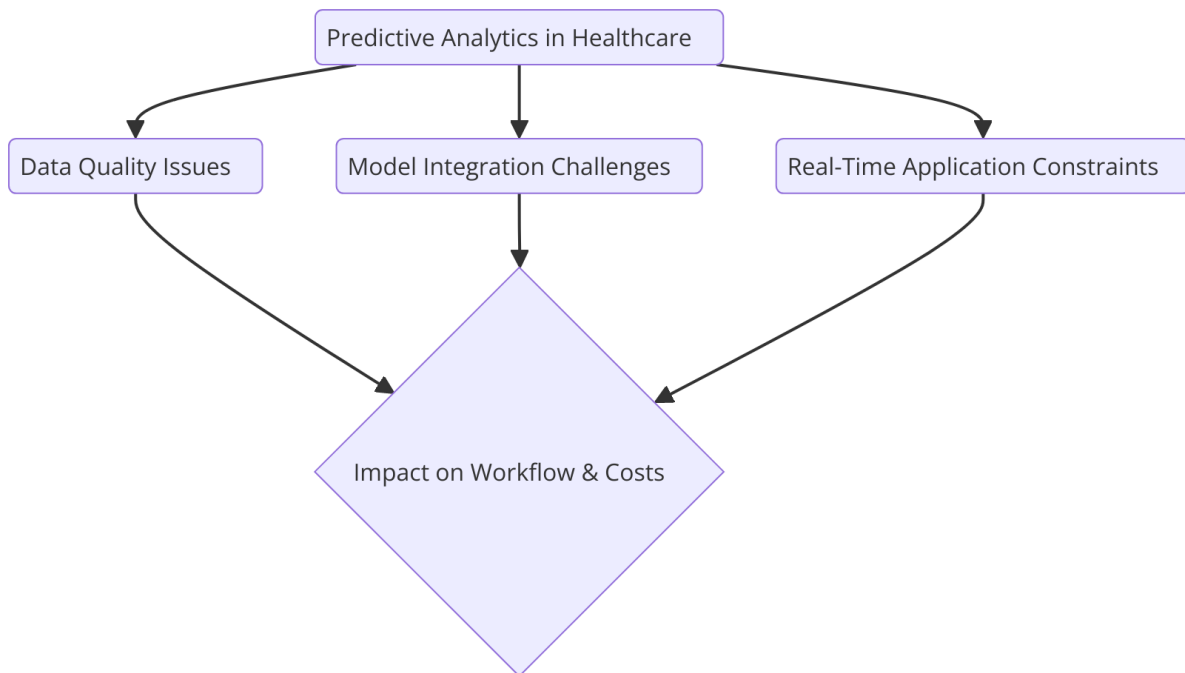 Predictive Analytics in Healthcare
Data Quality Issues
Model Integration Challenges
Real-Time Application Constraints
Impact on Workflow & Costs